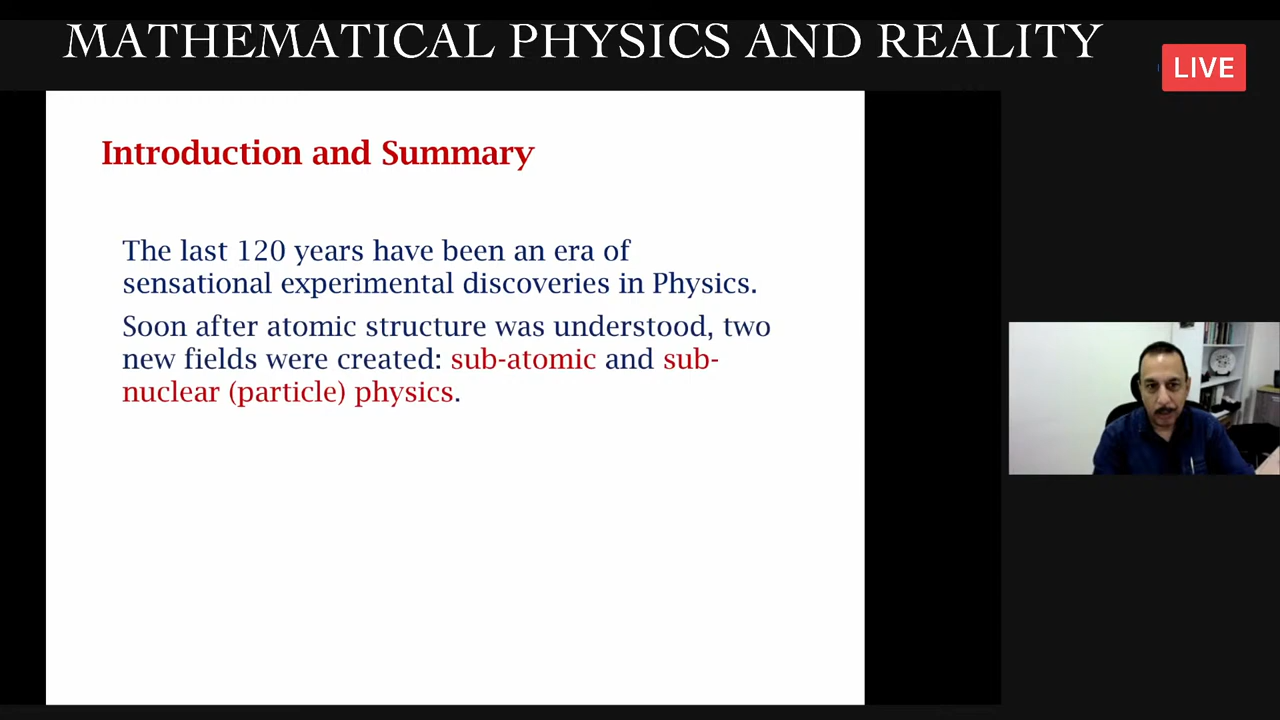 MATHEMATICAL PHYSICS AND REALITY
LIVE
Introduction and Summary
The last 120 years have been an era of
sensational experimental discoveries in Physics.
Soon after atomic structure was understood, two
new fields were created: sub-atomic and sub-
nuclear (particle) physics.